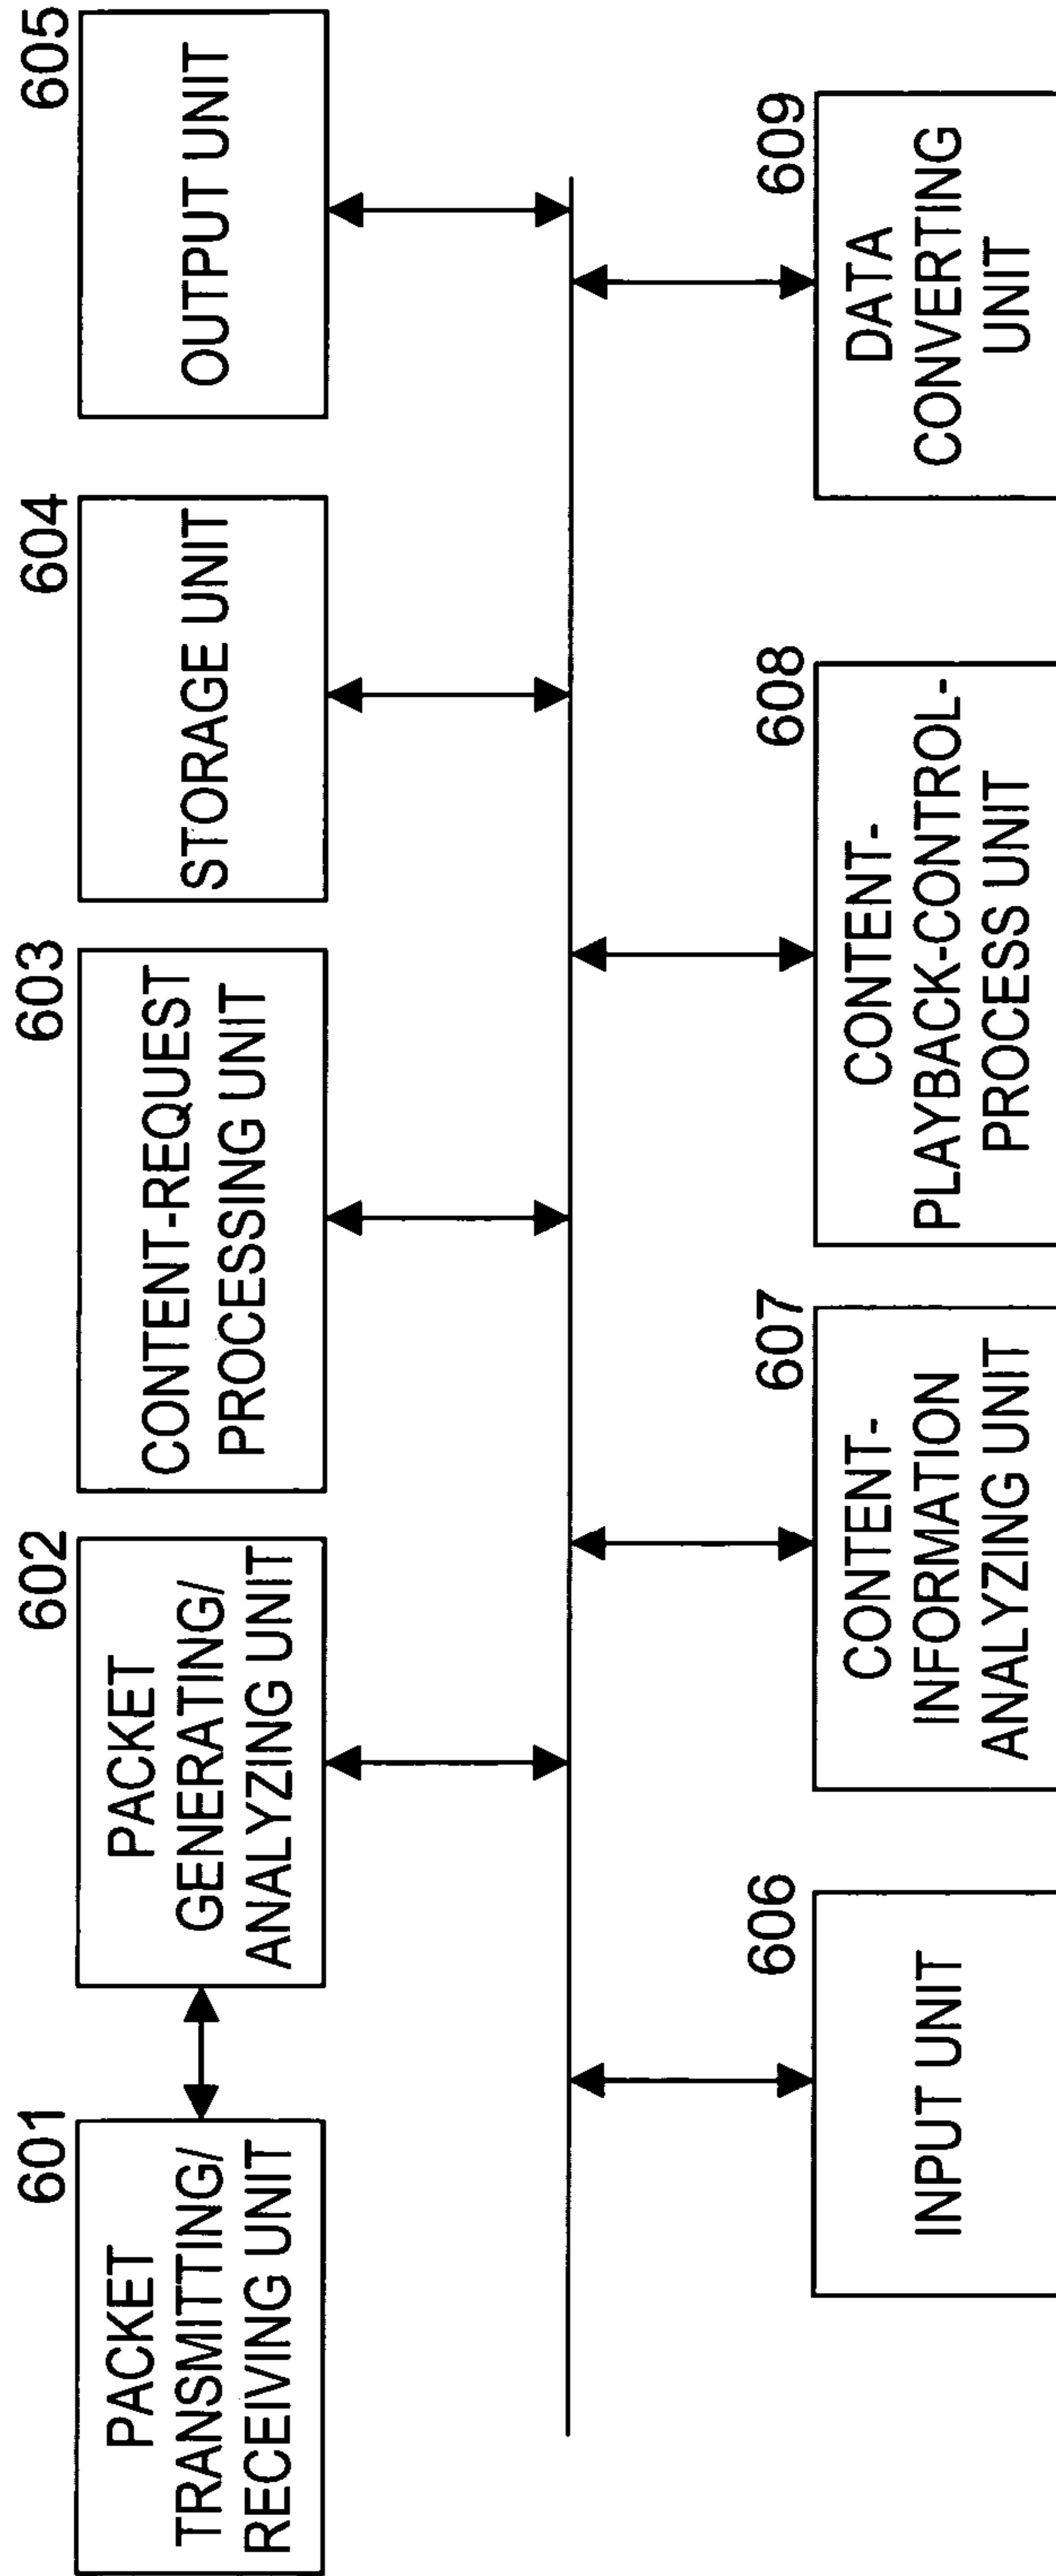 601
PACKET
TRANSMITTING/
RECEIVING UNIT
602
PACKET
GENERATING/
ANALYZING UNIT
603
CONTENT-REQUEST
PROCESSING UNIT
604
STORAGE UNIT
605
OUTPUT UNIT
606
INPUT UNIT
607
CONTENT-
INFORMATION
ANALYZING UNIT
608
CONTENT-
PLAYBACK-CONTROL-
PROCESS UNIT
609
DATA
CONVERTING
UNIT